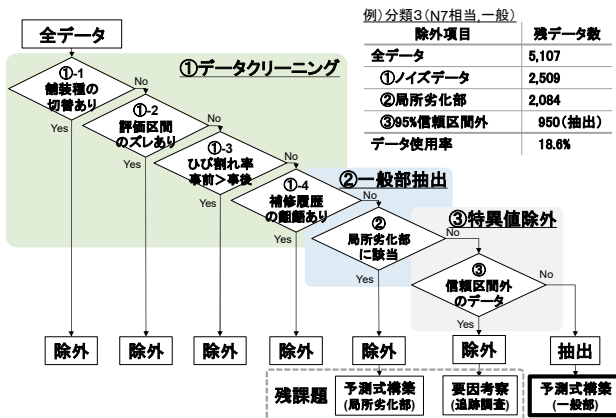 例）分類3（N7相当,一般）
除外項目 残データ数
全データ 5,107
①ノイズデータ 2,509
②局所劣化部 2,084
③95%信頼区間外 950（抽出）
データ使用率 18.6%
全データ
①データクリーニング
①-1
舗装種の
切替あり
No
Yes
①-2
評価区間
のズレあり
No
Yes
①-3
ひび割れ率
事前＞事後
No
Yes
①-4
補修履歴
の齟齬あり
No
Yes
②一般部抽出
②
局所劣化部
に該当
No
Yes
③特異値除外
③
信頼区間外
のデータ
No
Yes
除外
除外
除外
除外
除外
除外
抽出
残課題
予測式構築
(局所劣化部)
要因考察
(追跡調査)
予測式構築
(一般部)